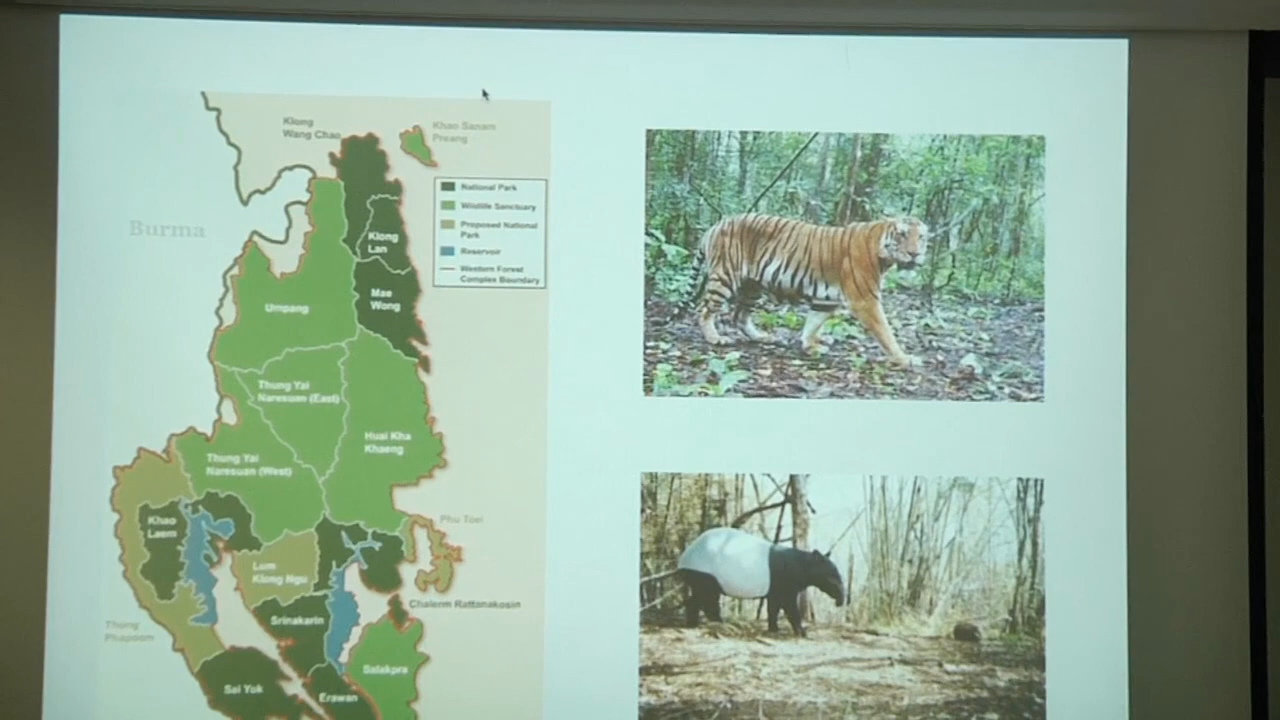 Klong
Wang Chao
Khao Sanam
Preang
National Park
Wildlife Sanctuary
Proposed National
Park
Reservoir
Western Forest
Complex Boundary
Burma
Klong
Lan
Mae
Wong
Umpang
Thung Yai
Naresuan (East)
Huai Kha
Khaeng
Thung Yai
Naresuan (West)
Khao
Laem
Phu Toei
Lum
Klong Ngu
Chalerm Rattanakosin
Srinakarin
Thong
Phapoom
Salakpra
Sai Yok
Erawan